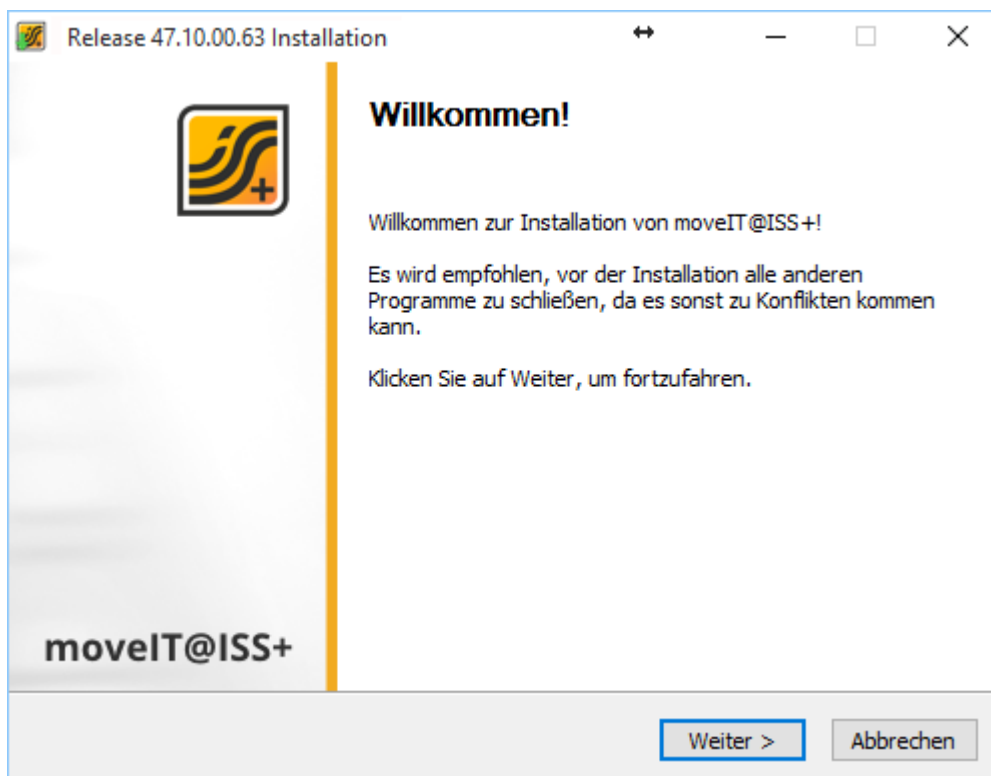 Release 47.10.00.63 Installation
Willkommen!
Willkommen zur Installation von moveIT@ISS+!
Es wird empfohlen, vor der Installation alle anderen
Programme zu schließen, da es sonst zu Konflikten kommen
kann.
Klicken Sie auf Weiter, um fortzufahren.
moveIT@ISS+
Weiter >
Abbrechen